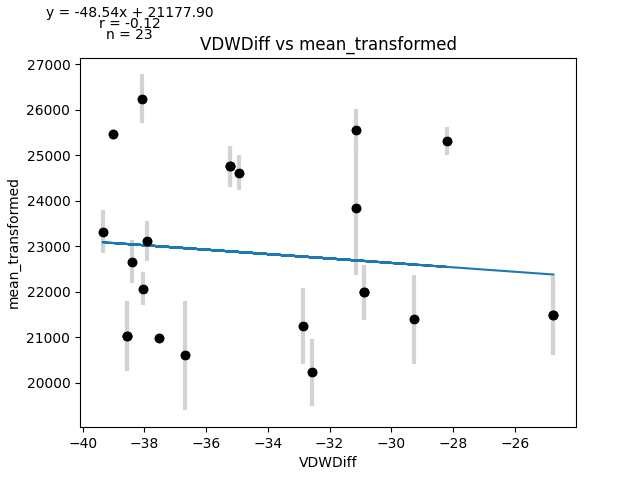 y = -48.54x + 21177.90
r = -0.12
n = 23
VDWDiff vs mean_transformed
27000
26000
25000
24000
23000
22000
21000
20000
mean_transformed
−40
−38
−36
−34
−32
−30
−28
−26
VDWDiff